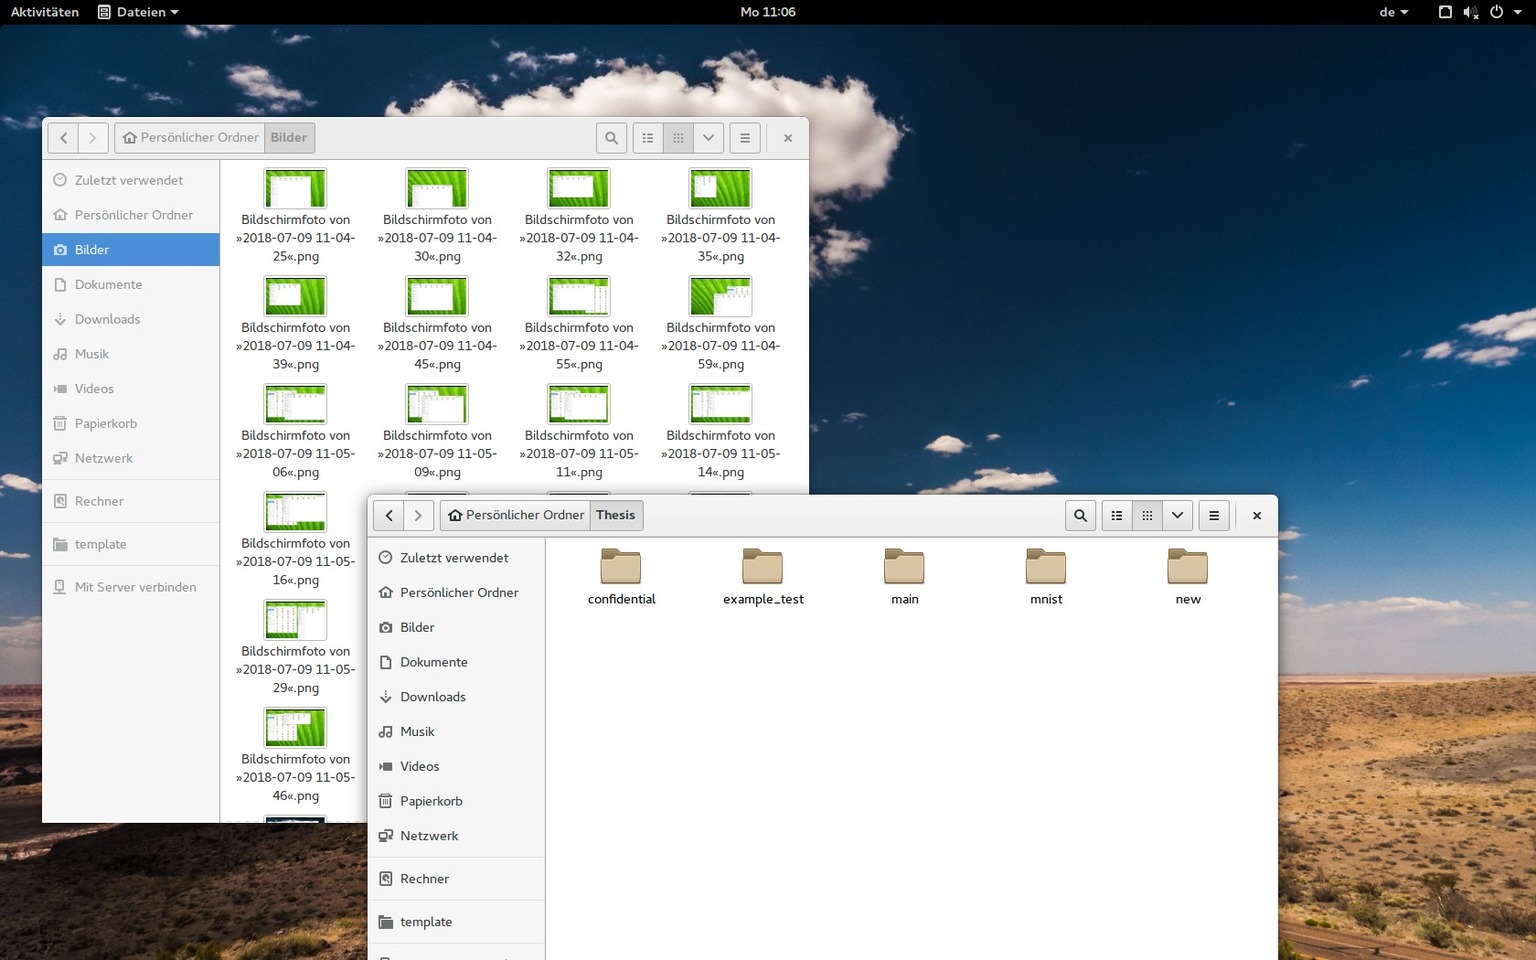 Aktivitäten Dateien Mo 11:06 de
Persönlicher Ordner Bilder
Zuletzt verwendet
Persönlicher Ordner
Bilder
Dokumente
Downloads
Musik
Videos
Papierkorb
Netzwerk
Rechner
template
Mit Server verbinden
Bildschirmfoto von
»2018-07-09 11-04-
25«.png
Bildschirmfoto von
»2018-07-09 11-04-
30«.png
Bildschirmfoto von
»2018-07-09 11-04-
32«.png
Bildschirmfoto von
»2018-07-09 11-04-
35«.png
Bildschirmfoto von
»2018-07-09 11-04-
39«.png
Bildschirmfoto von
»2018-07-09 11-04-
45«.png
Bildschirmfoto von
»2018-07-09 11-04-
55«.png
Bildschirmfoto von
»2018-07-09 11-04-
59«.png
Bildschirmfoto von
»2018-07-09 11-05-
06«.png
Bildschirmfoto von
»2018-07-09 11-05-
09«.png
Bildschirmfoto von
»2018-07-09 11-05-
11«.png
Bildschirmfoto von
»2018-07-09 11-05-
14«.png
Bildschirmfoto von
»2018-07-09 11-05-
16«.png
Bildschirmfoto von
»2018-07-09 11-05-
29«.png
Bildschirmfoto von
»2018-07-09 11-05-
46«.png
Persönlicher Ordner Thesis
Zuletzt verwendet
Persönlicher Ordner
Bilder
Dokumente
Downloads
Musik
Videos
Papierkorb
Netzwerk
Rechner
template
confidential
example_test
main
mnist
new